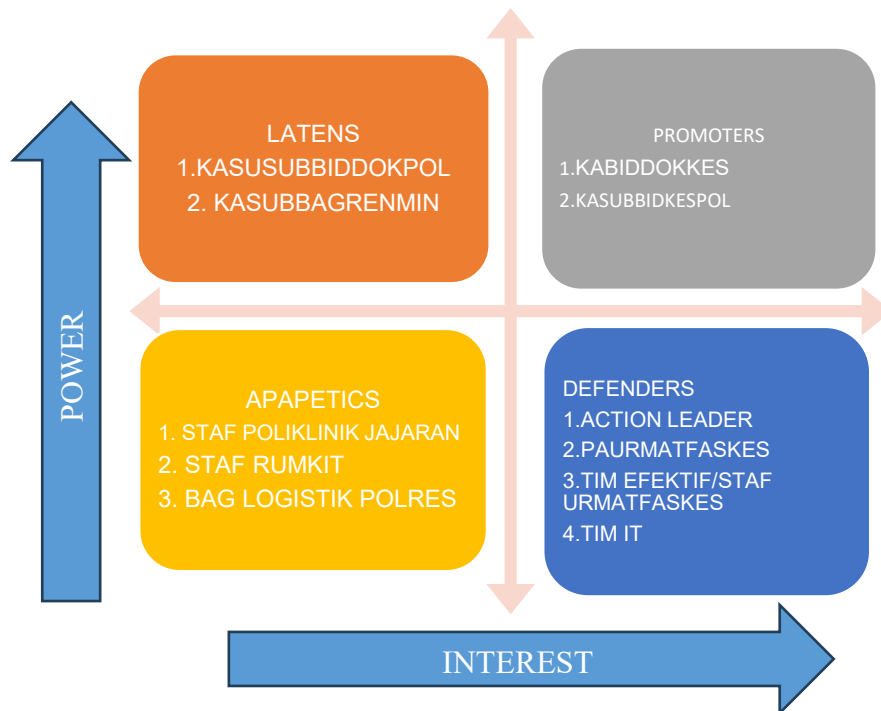 LATENS
1.KASUSUBBIDDOKPOL
2. KASUBBAGRENMIN
PROMOTERS
1.KABIDDOKKES
2.KASUBBIDKESPOL
POWER
APAPETICS
1. STAF POLIKLINIK JAJARAN
2. STAF RUMKIT
3. BAG LOGISTIK POLRES
DEFENDERS
1.ACTION LEADER
2.PAURMATFASKES
3.TIM EFEKTIF/STAF
URMATFASKES
4.TIM IT
INTEREST